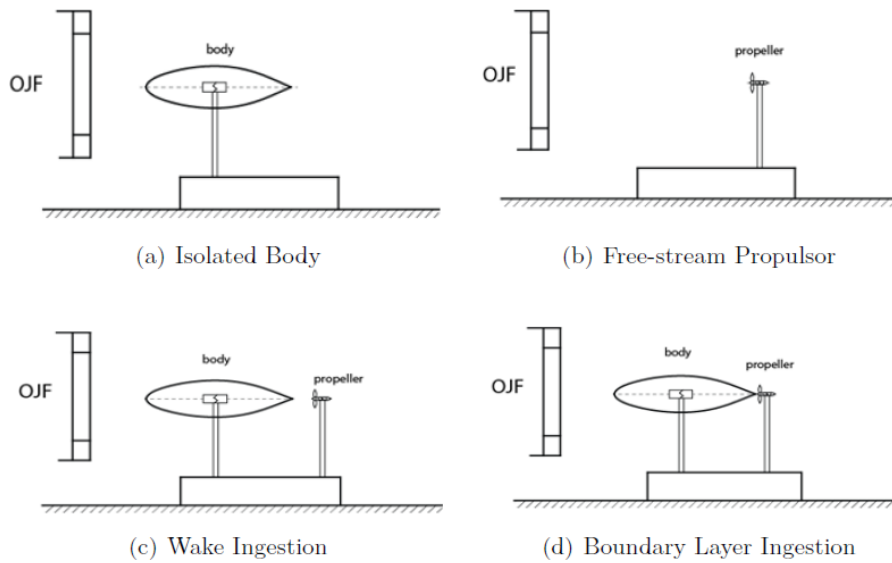 body
OJF
(a) Isolated Body
propeller
OJF
(b) Free-stream Propulsor
body
propeller
OJF
(c) Wake Ingestion
body
propeller
OJF
(d) Boundary Layer Ingestion